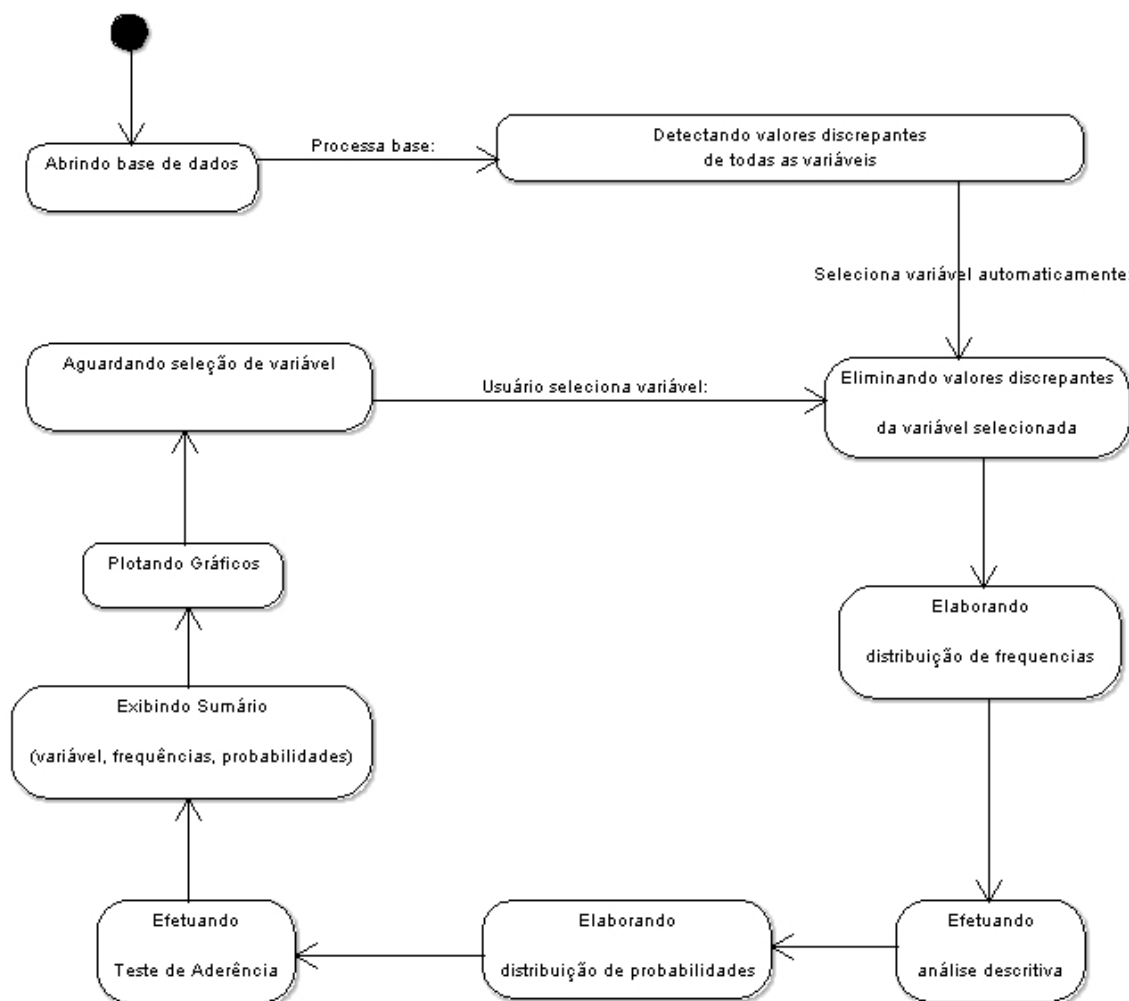 Abrindo base de dados
Processa base:
Detectando valores discrepantes
de todas as variáveis
Seleciona variável automaticamente:
Aguardando seleção de variável
Usuário seleciona variável:
Eliminando valores discrepantes
da variável selecionada
Plotando Gráficos
Elaborando
distribuição de frequencias
Exibindo Sumário
(variável, frequências, probabilidades)
Efetuando
Teste de Aderência
Elaborando
distribuição de probabilidades
Efetuando
análise descritiva